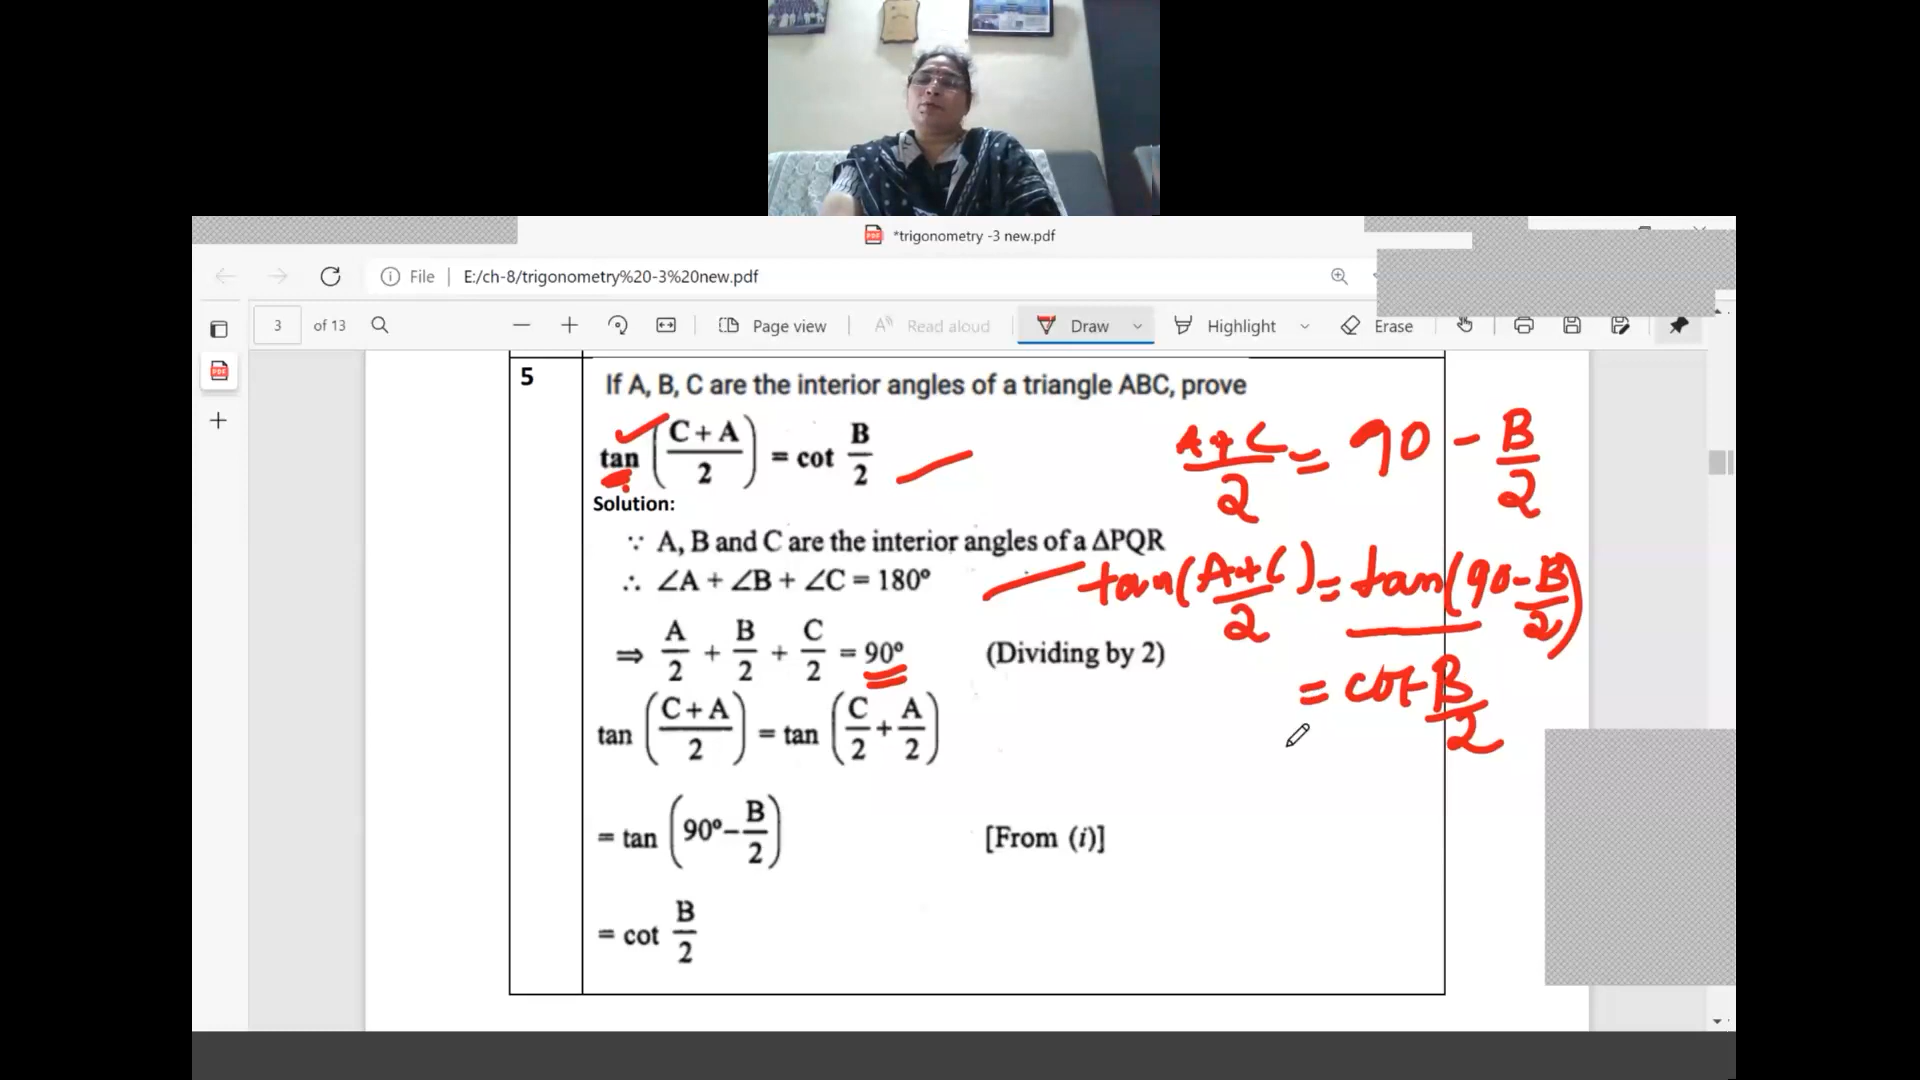 *trigonometry -3 new.pdf
File | E:/ch-8/trigonometry%20-3%20new.pdf
3 of 13 Page view Read aloud Draw Highlight Erase
5 If A, B, C are the interior angles of a triangle ABC, prove
tan ((C + A)/2) = cot B/2
(A+C)/2 = 90 - B/2
Solution:
∵ A, B and C are the interior angles of a ΔPQR
∴ ∠A + ∠B + ∠C = 180°
tan((A+C)/2) = tan(90-B/2)
⇒ A/2 + B/2 + C/2 = 90° (Dividing by 2)
= cot B/2
tan ((C + A)/2) = tan (C/2 + A/2)
= tan (90° – B/2) [From (i)]
= cot B/2